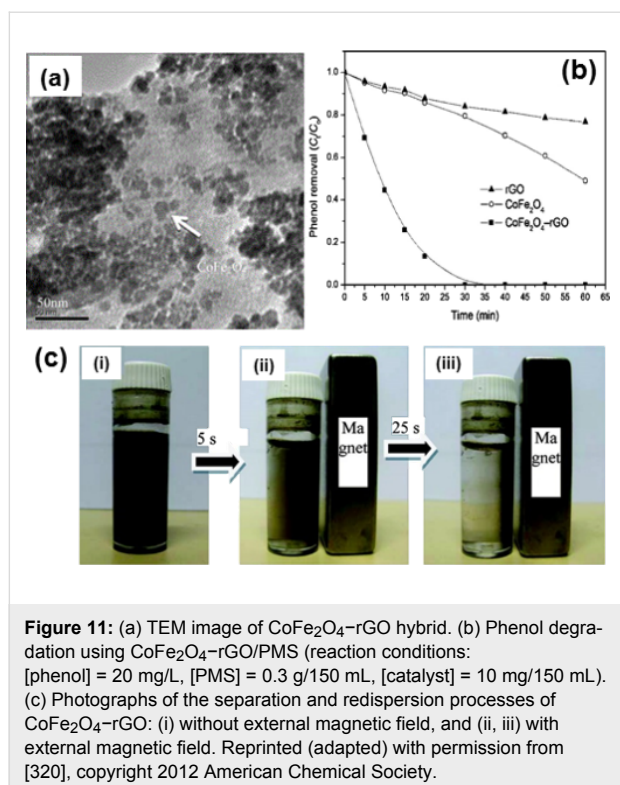 (a)
CoFe2O4
50nm
(b)
Phenol removal (C/C0)
1.0
0.8
0.6
0.4
0.2
0.0
rGO
CoFe2O4
CoFe2O4-rGO
0 5 10 15 20 25 30 35 40 45 50 55 60 65
Time (min)
(c)
(i)
5 s
(ii)
Ma
gnet
25 s
(iii)
Ma
gnet
Figure 11: (a) TEM image of CoFe2O4−rGO hybrid. (b) Phenol degra-
dation using CoFe2O4−rGO/PMS (reaction conditions:
[phenol] = 20 mg/L, [PMS] = 0.3 g/150 mL, [catalyst] = 10 mg/150 mL).
(c) Photographs of the separation and redispersion processes of
CoFe2O4−rGO: (i) without external magnetic field, and (ii, iii) with
external magnetic field. Reprinted (adapted) with permission from
[320], copyright 2012 American Chemical Society.